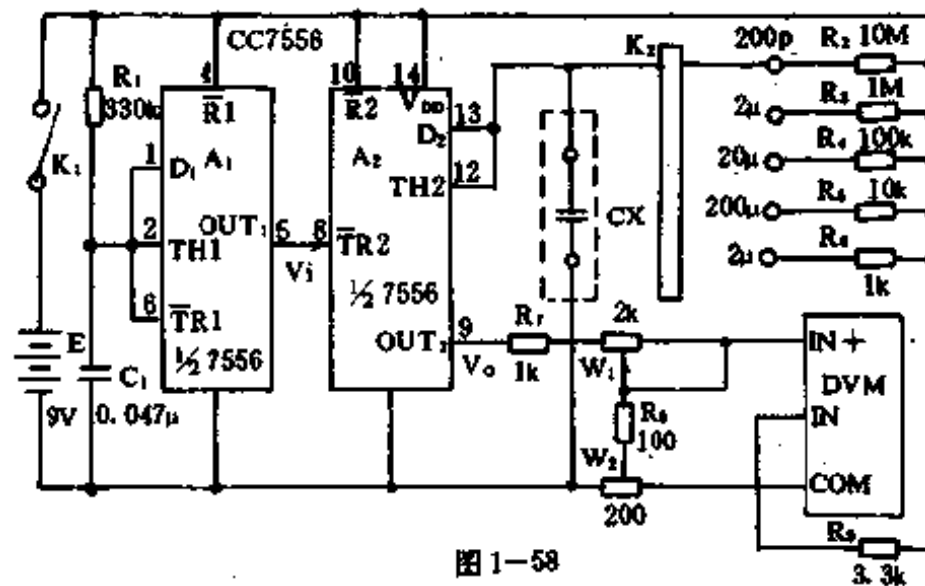 CC7556
K₂
200p
R₂ 10M
R₁
330k
4
R̅1
10
R̅2
14
V_DD
13
D₂
2μ
R₃ 1M
K₁
1
D₁
A₁
A₂
12
TH2
20μ
R₄ 100k
OUT₁
5
8
T̅R2
CX
200μ
R₅ 10k
2
TH1
Vi
½ 7556
2μ
R₆
1k
6
T̅R1
½ 7556
OUT₂
9
Vo
R₇
1k
2k
W₁
IN+
DVM
E
9V
C₁
0.047μ
R₈
100
IN
W₂
200
COM
R₉
3.3k
图 1-58